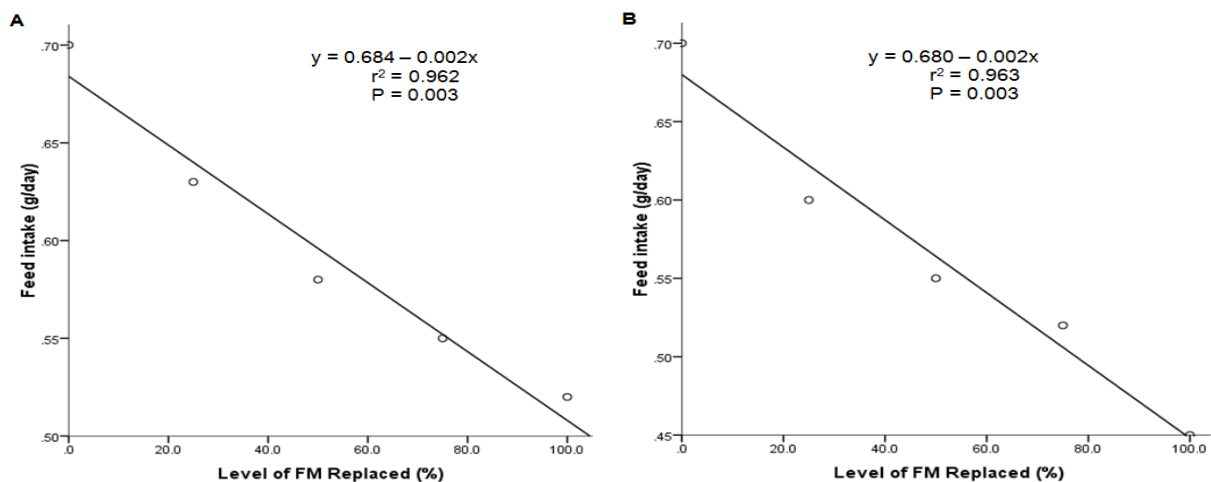 A
y = 0.684 – 0.002x
r² = 0.962
P = 0.003
Feed intake (g/day)
.70
.65
.60
.55
.50
.0 20.0 40.0 60.0 80.0 100.0
Level of FM Replaced (%)
B
y = 0.680 – 0.002x
r² = 0.963
P = 0.003
Feed intake (g/day)
.70
.65
.60
.55
.50
.45
.0 20.0 40.0 60.0 80.0 100.0
Level of FM Replaced (%)